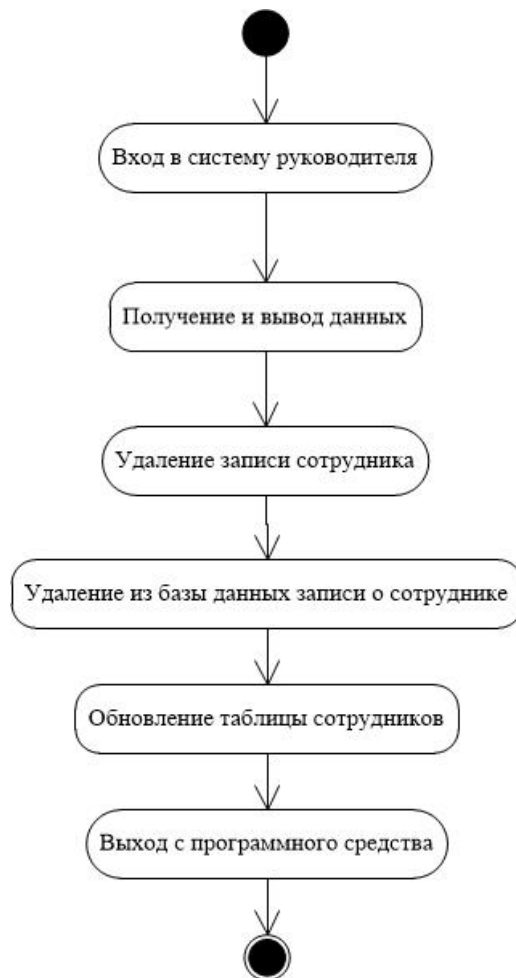 Вход в систему руководителя
Получение и вывод данных
Удаление записи сотрудника
Удаление из базы данных записи о сотруднике
Обновление таблицы сотрудников
Выход с программного средства